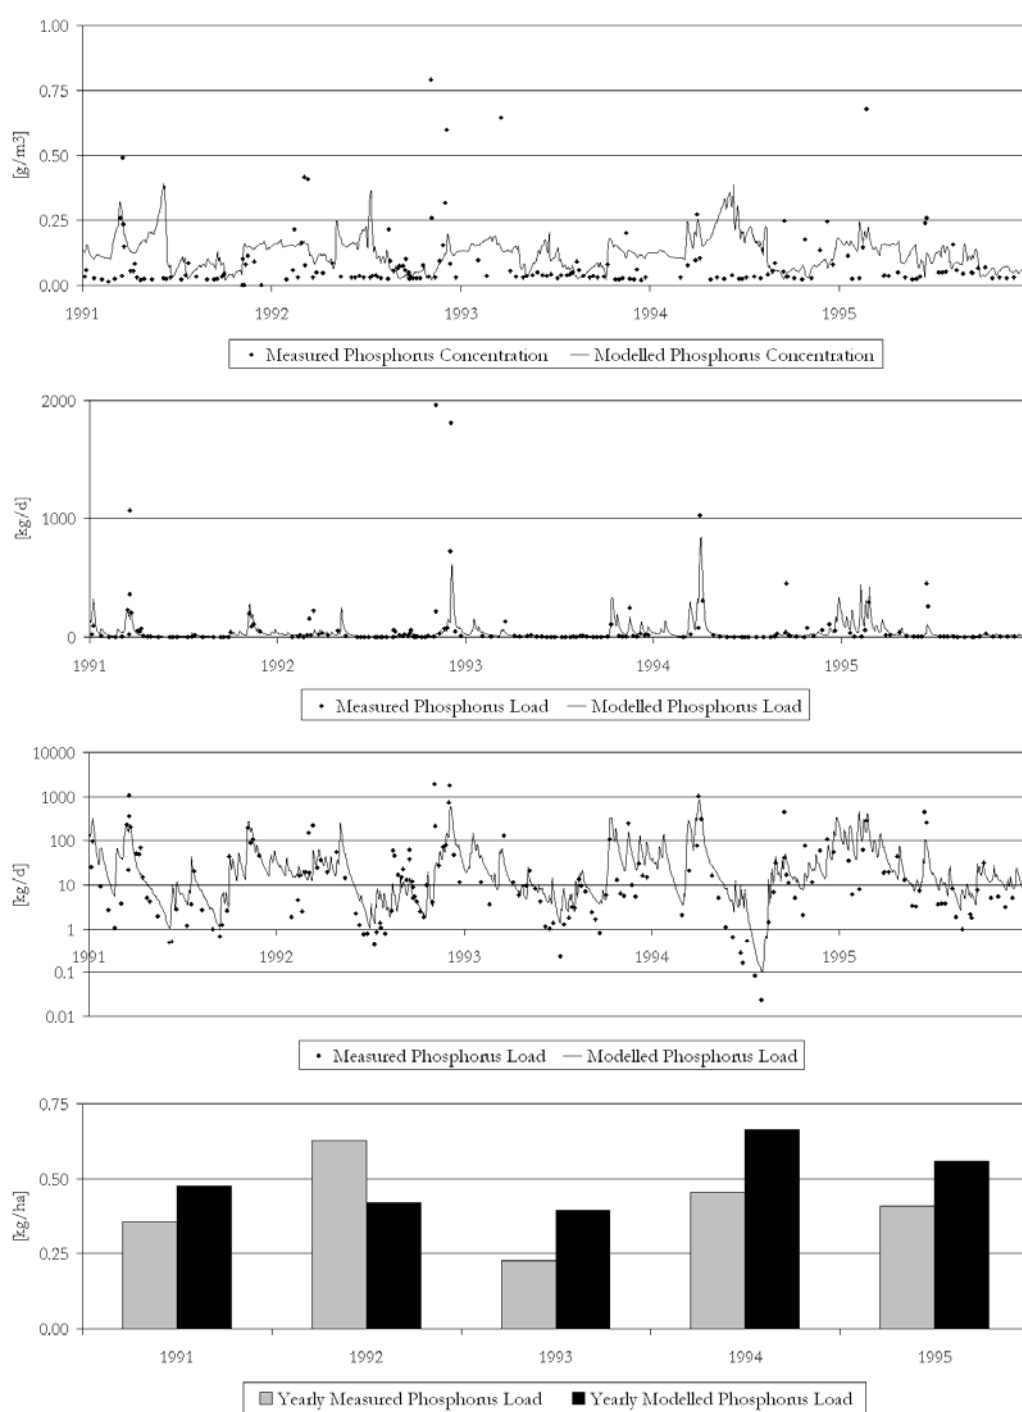 1.00
0.75
0.50
0.25
0.00
[g/m3]
1991 1992 1993 1994 1995
Measured Phosphorus Concentration Modelled Phosphorus Concentration
2000
1000
0
[kg/d]
1991 1992 1993 1994 1995
Measured Phosphorus Load Modelled Phosphorus Load
10000
1000
100
10
1
0.1
0.01
[kg/d]
1991 1992 1993 1994 1995
Measured Phosphorus Load Modelled Phosphorus Load
0.75
0.50
0.25
0.00
[kg/ha]
1991 1992 1993 1994 1995
Yearly Measured Phosphorus Load Yearly Modelled Phosphorus Load